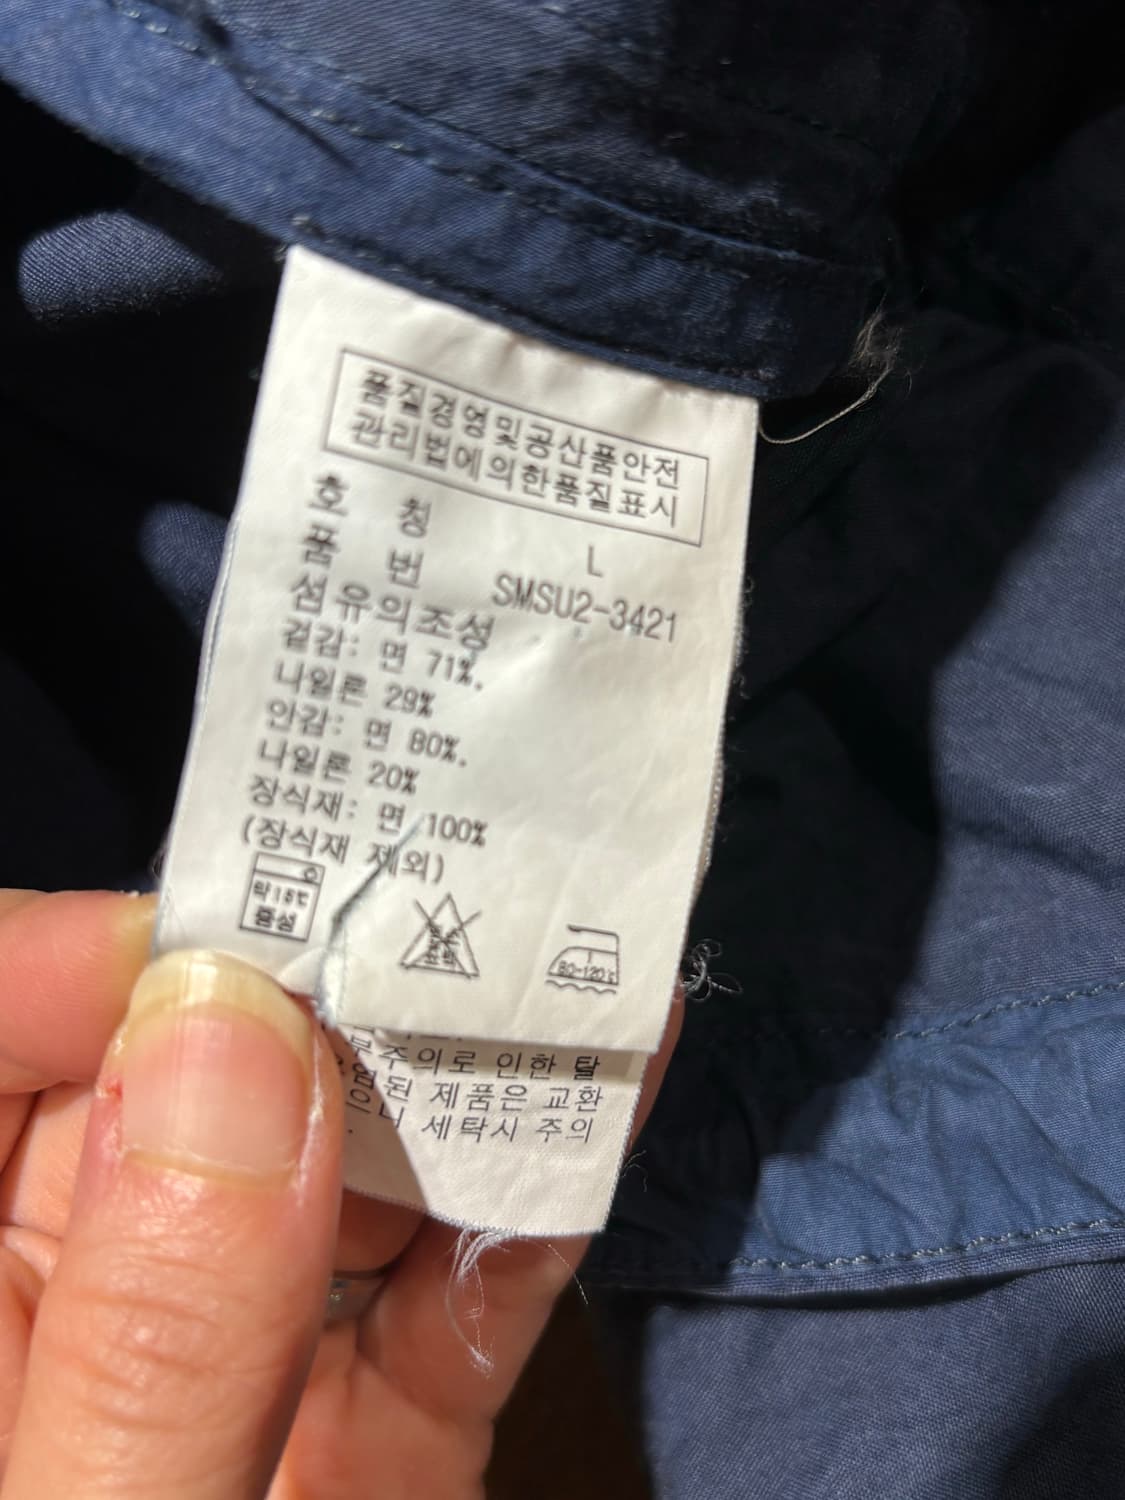 품질경영및공산품안전
관리법에의한품질표시
호 칭 L
품 번 SMSU2-3421
섬유의조성
겉감: 면 71%,
나일론 29%
안감: 면 80%,
나일론 20%
장식재: 면 100%
(장식재 제외)
약15℃
중성
80-120℃
주의로 인한 탈
염된 제품은 교환
으니 세탁시 주의